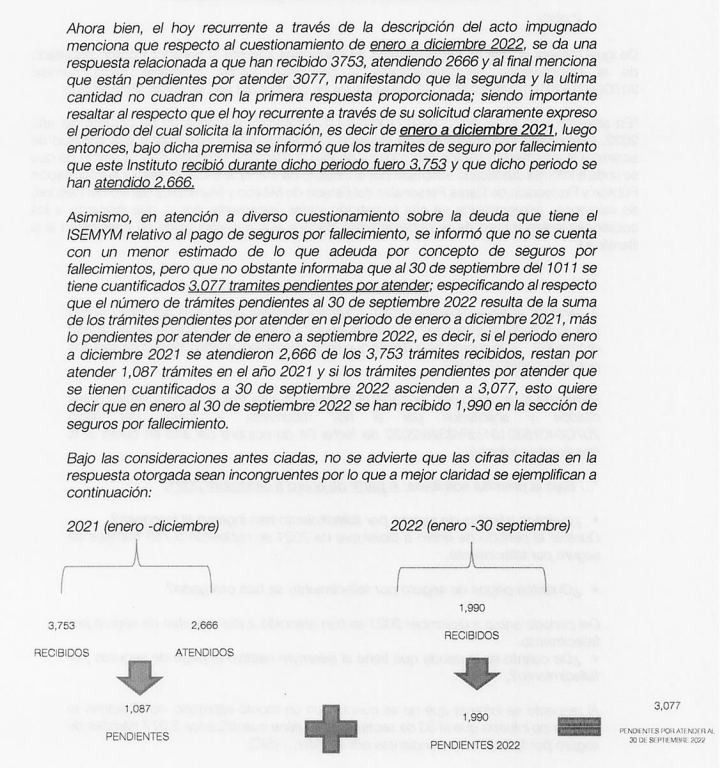 Ahora bien, el hoy recurrente a través de la descripción del acto impugnado
menciona que respecto al cuestionamiento de enero a diciembre 2022, se da una
respuesta relacionada a que han recibido 3753, atendiendo 2666 y al final menciona
que están pendientes por atender 3077, manifestando que la segunda y la ultima
cantidad no cuadran con la primera respuesta proporcionada; siendo importante
resaltar al respecto que el hoy recurrente a través de su solicitud claramente expreso
el periodo del cual solicita la información, es decir de enero a diciembre 2021, luego
entonces, bajo dicha premisa se informó que los tramites de seguro por fallecimiento
que este Instituto recibió durante dicho periodo fuero 3,753 y que dicho periodo se
han atendido 2,666.
Asimismo, en atención a diverso cuestionamiento sobre la deuda que tiene el
ISEMYM relativo al pago de seguros por fallecimiento, se informó que no se cuenta
con un menor estimado de lo que adeuda por concepto de seguros por
fallecimientos, pero que no obstante informaba que al 30 de septiembre del 1011 se
tiene cuantificados 3,077 tramites pendientes por atender; especificando al respecto
que el número de trámites pendientes al 30 de septiembre 2022 resulta de la suma
de los trámites pendientes por atender en el periodo de enero a diciembre 2021, más
lo pendientes por atender de enero a septiembre 2022, es decir, si el periodo enero
a diciembre 2021 se atendieron 2,666 de los 3,753 trámites recibidos, restan por
atender 1,087 trámites en el año 2021 y si los trámites pendientes por atender que
se tienen cuantificados a 30 de septiembre 2022 ascienden a 3,077, esto quiere
decir que en enero al 30 de septiembre 2022 se han recibido 1,990 en la sección de
seguros por fallecimiento.
Bajo las consideraciones antes ciadas, no se advierte que las cifras citadas en la
respuesta otorgada sean incongruentes por lo que a mejor claridad se ejemplifican a
continuación:
2021 (enero -diciembre)
2022 (enero -30 septiembre)
3,753
RECIBIDOS
2,666
ATENDIDOS
1,990
RECIBIDOS
1,087
PENDIENTES
1,990
PENDIENTES 2022
3,077
PENDIENTES POR ATENDER AL
30 DE SEPTIEMBRE 2022